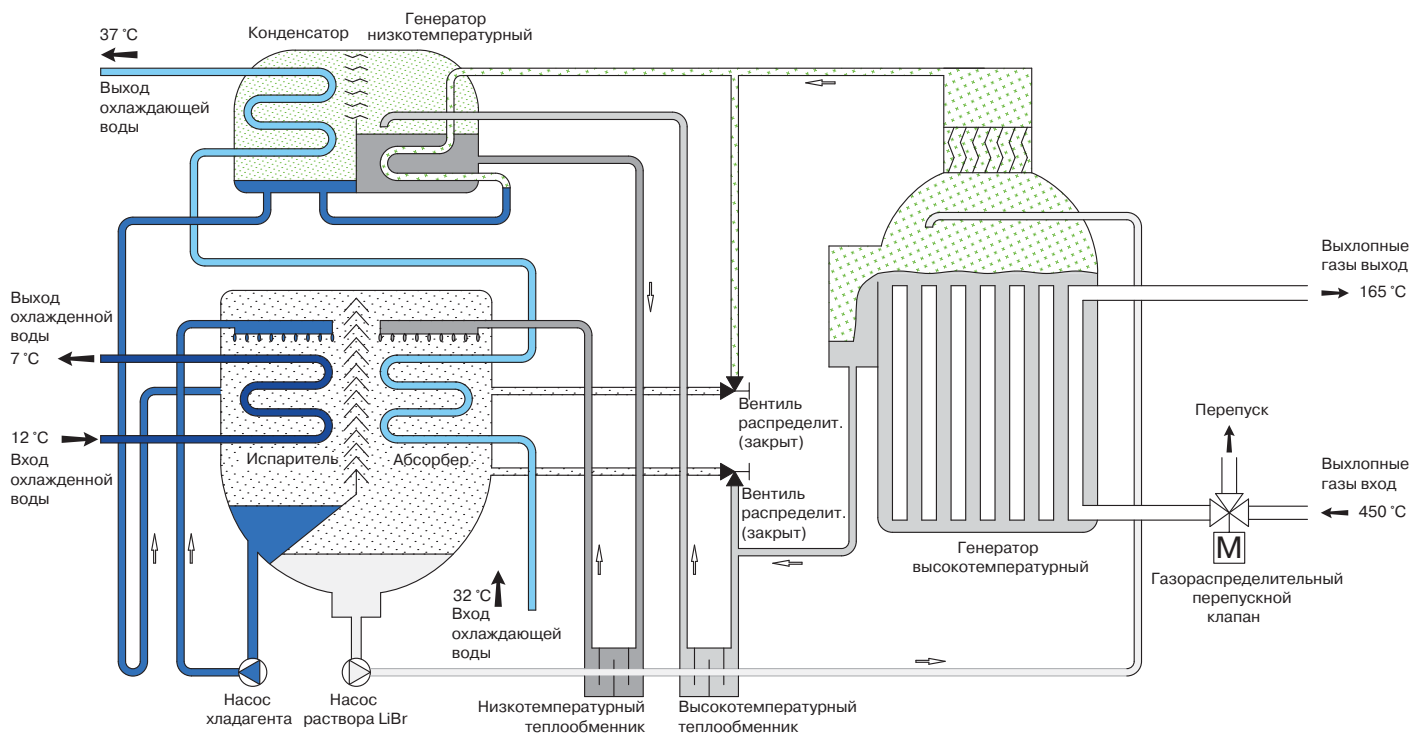 37 °C
Выход
охлаждающей
воды
Конденсатор
Генератор
низкотемпературный
Выход
охлажденной
воды
7 °C
12 °C
Вход
охлажденной
воды
Испаритель
Абсорбер
Вентиль
распределит.
(закрыт)
Вентиль
распределит.
(закрыт)
32 °C
Вход
охлаждающей
воды
Насос
хладагента
Насос
раствора LiBr
Низкотемпературный
теплообменник
Высокотемпературный
теплообменник
Генератор
высокотемпературный
Выхлопные
газы выход
165 °C
Перепуск
Выхлопные
газы вход
450 °C
M
Газораспределительный
перепускной
клапан